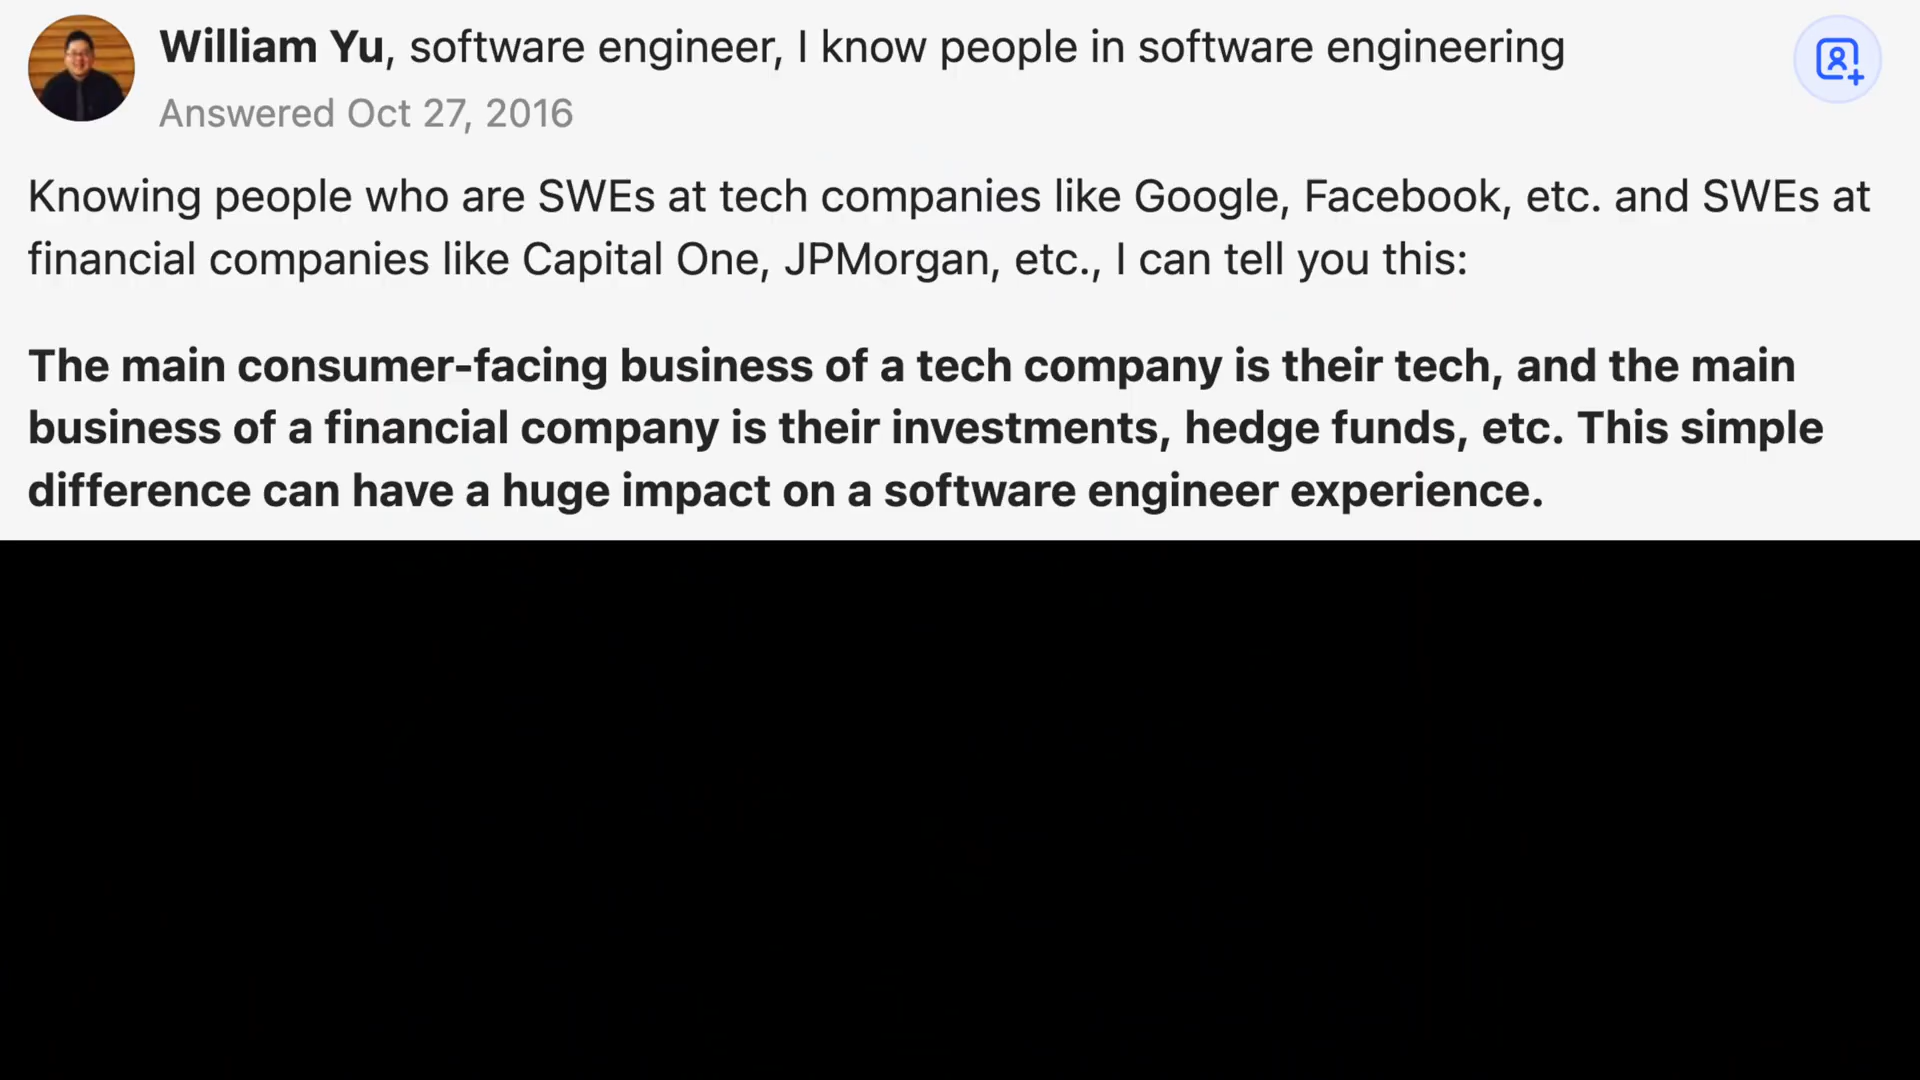 William Yu, software engineer, I know people in software engineering
Answered Oct 27, 2016
Knowing people who are SWEs at tech companies like Google, Facebook, etc. and SWEs at
financial companies like Capital One, JPMorgan, etc., I can tell you this:
The main consumer-facing business of a tech company is their tech, and the main
business of a financial company is their investments, hedge funds, etc. This simple
difference can have a huge impact on a software engineer experience.